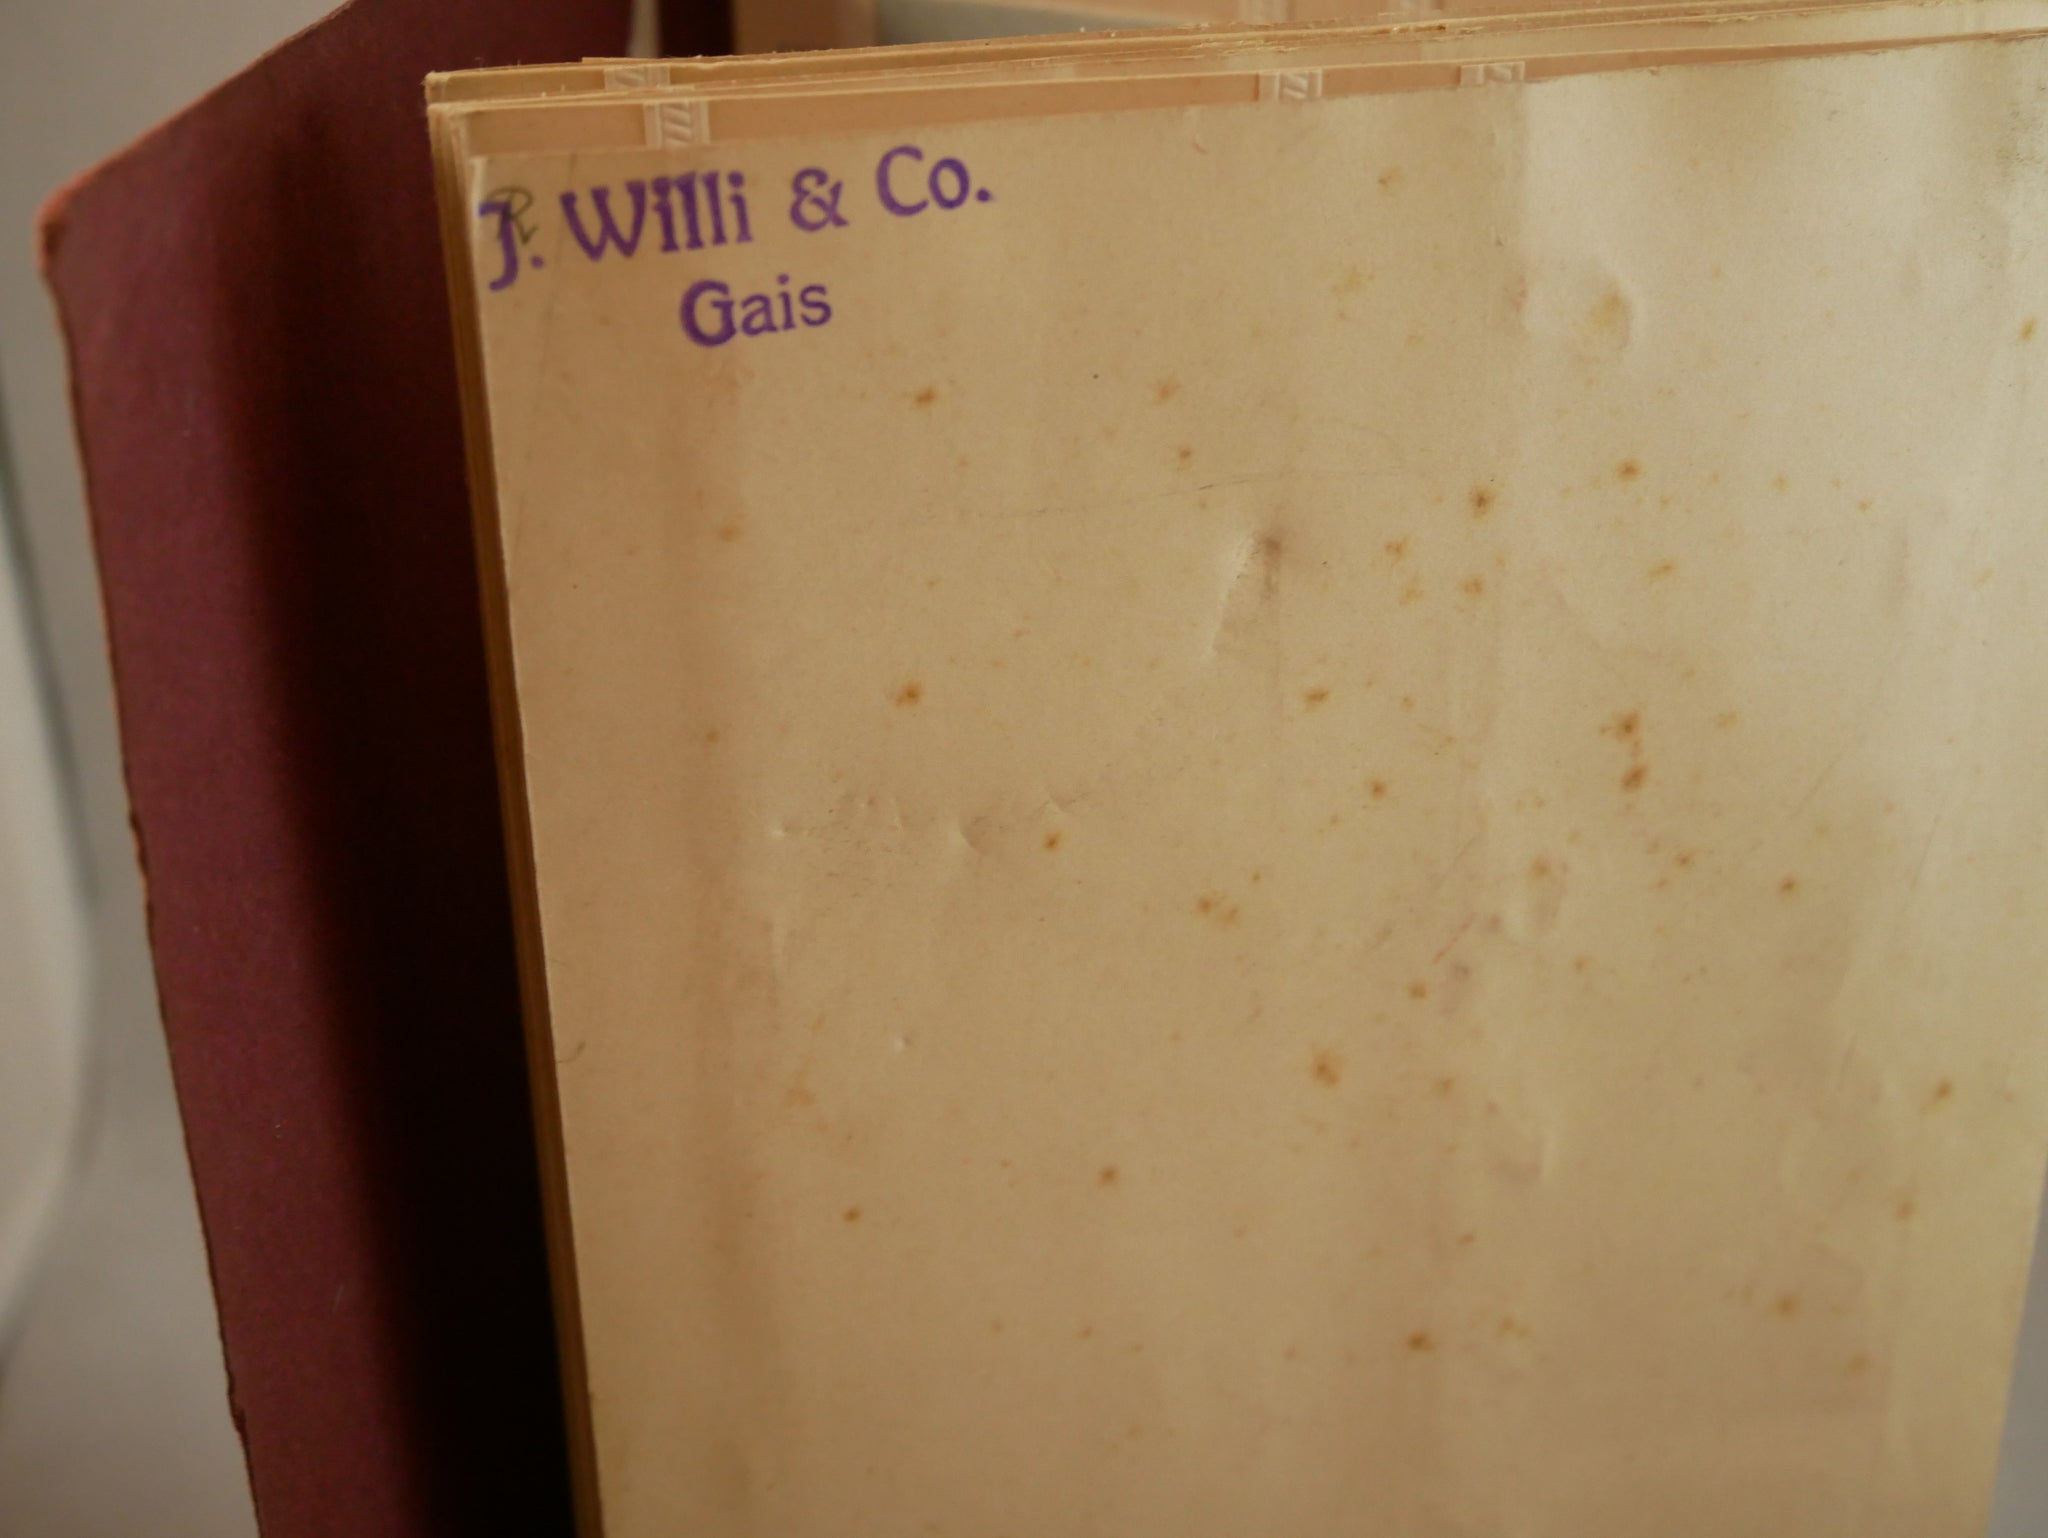 J. Willi & Co.
Gais
R